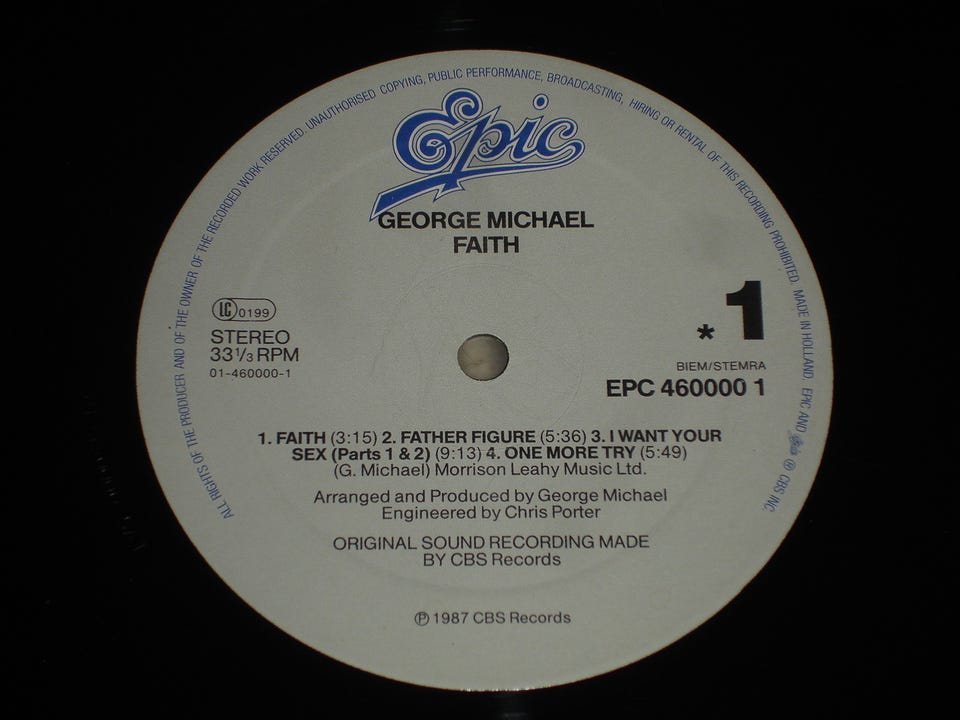 ALL RIGHTS OF THE PRODUCER AND OF THE OWNER OF THE RECORDED WORK RESERVED. UNAUTHORISED COPYING, PUBLIC PERFORMANCE, BROADCASTING, HIRING OR RENTAL OF THIS RECORDING PROHIBITED. MADE IN HOLLAND. EPIC AND Epic ® CBS INC.
Epic
GEORGE MICHAEL
FAITH
LC 0199
STEREO
33 1/3 RPM
01-460000-1
* 1
BIEM/STEMRA
EPC 460000 1
1. FAITH (3:15) 2. FATHER FIGURE (5:36) 3. I WANT YOUR
SEX (Parts 1 & 2) (9:13) 4. ONE MORE TRY (5:49)
(G. Michael) Morrison Leahy Music Ltd.
Arranged and Produced by George Michael
Engineered by Chris Porter
ORIGINAL SOUND RECORDING MADE
BY CBS Records
℗ 1987 CBS Records